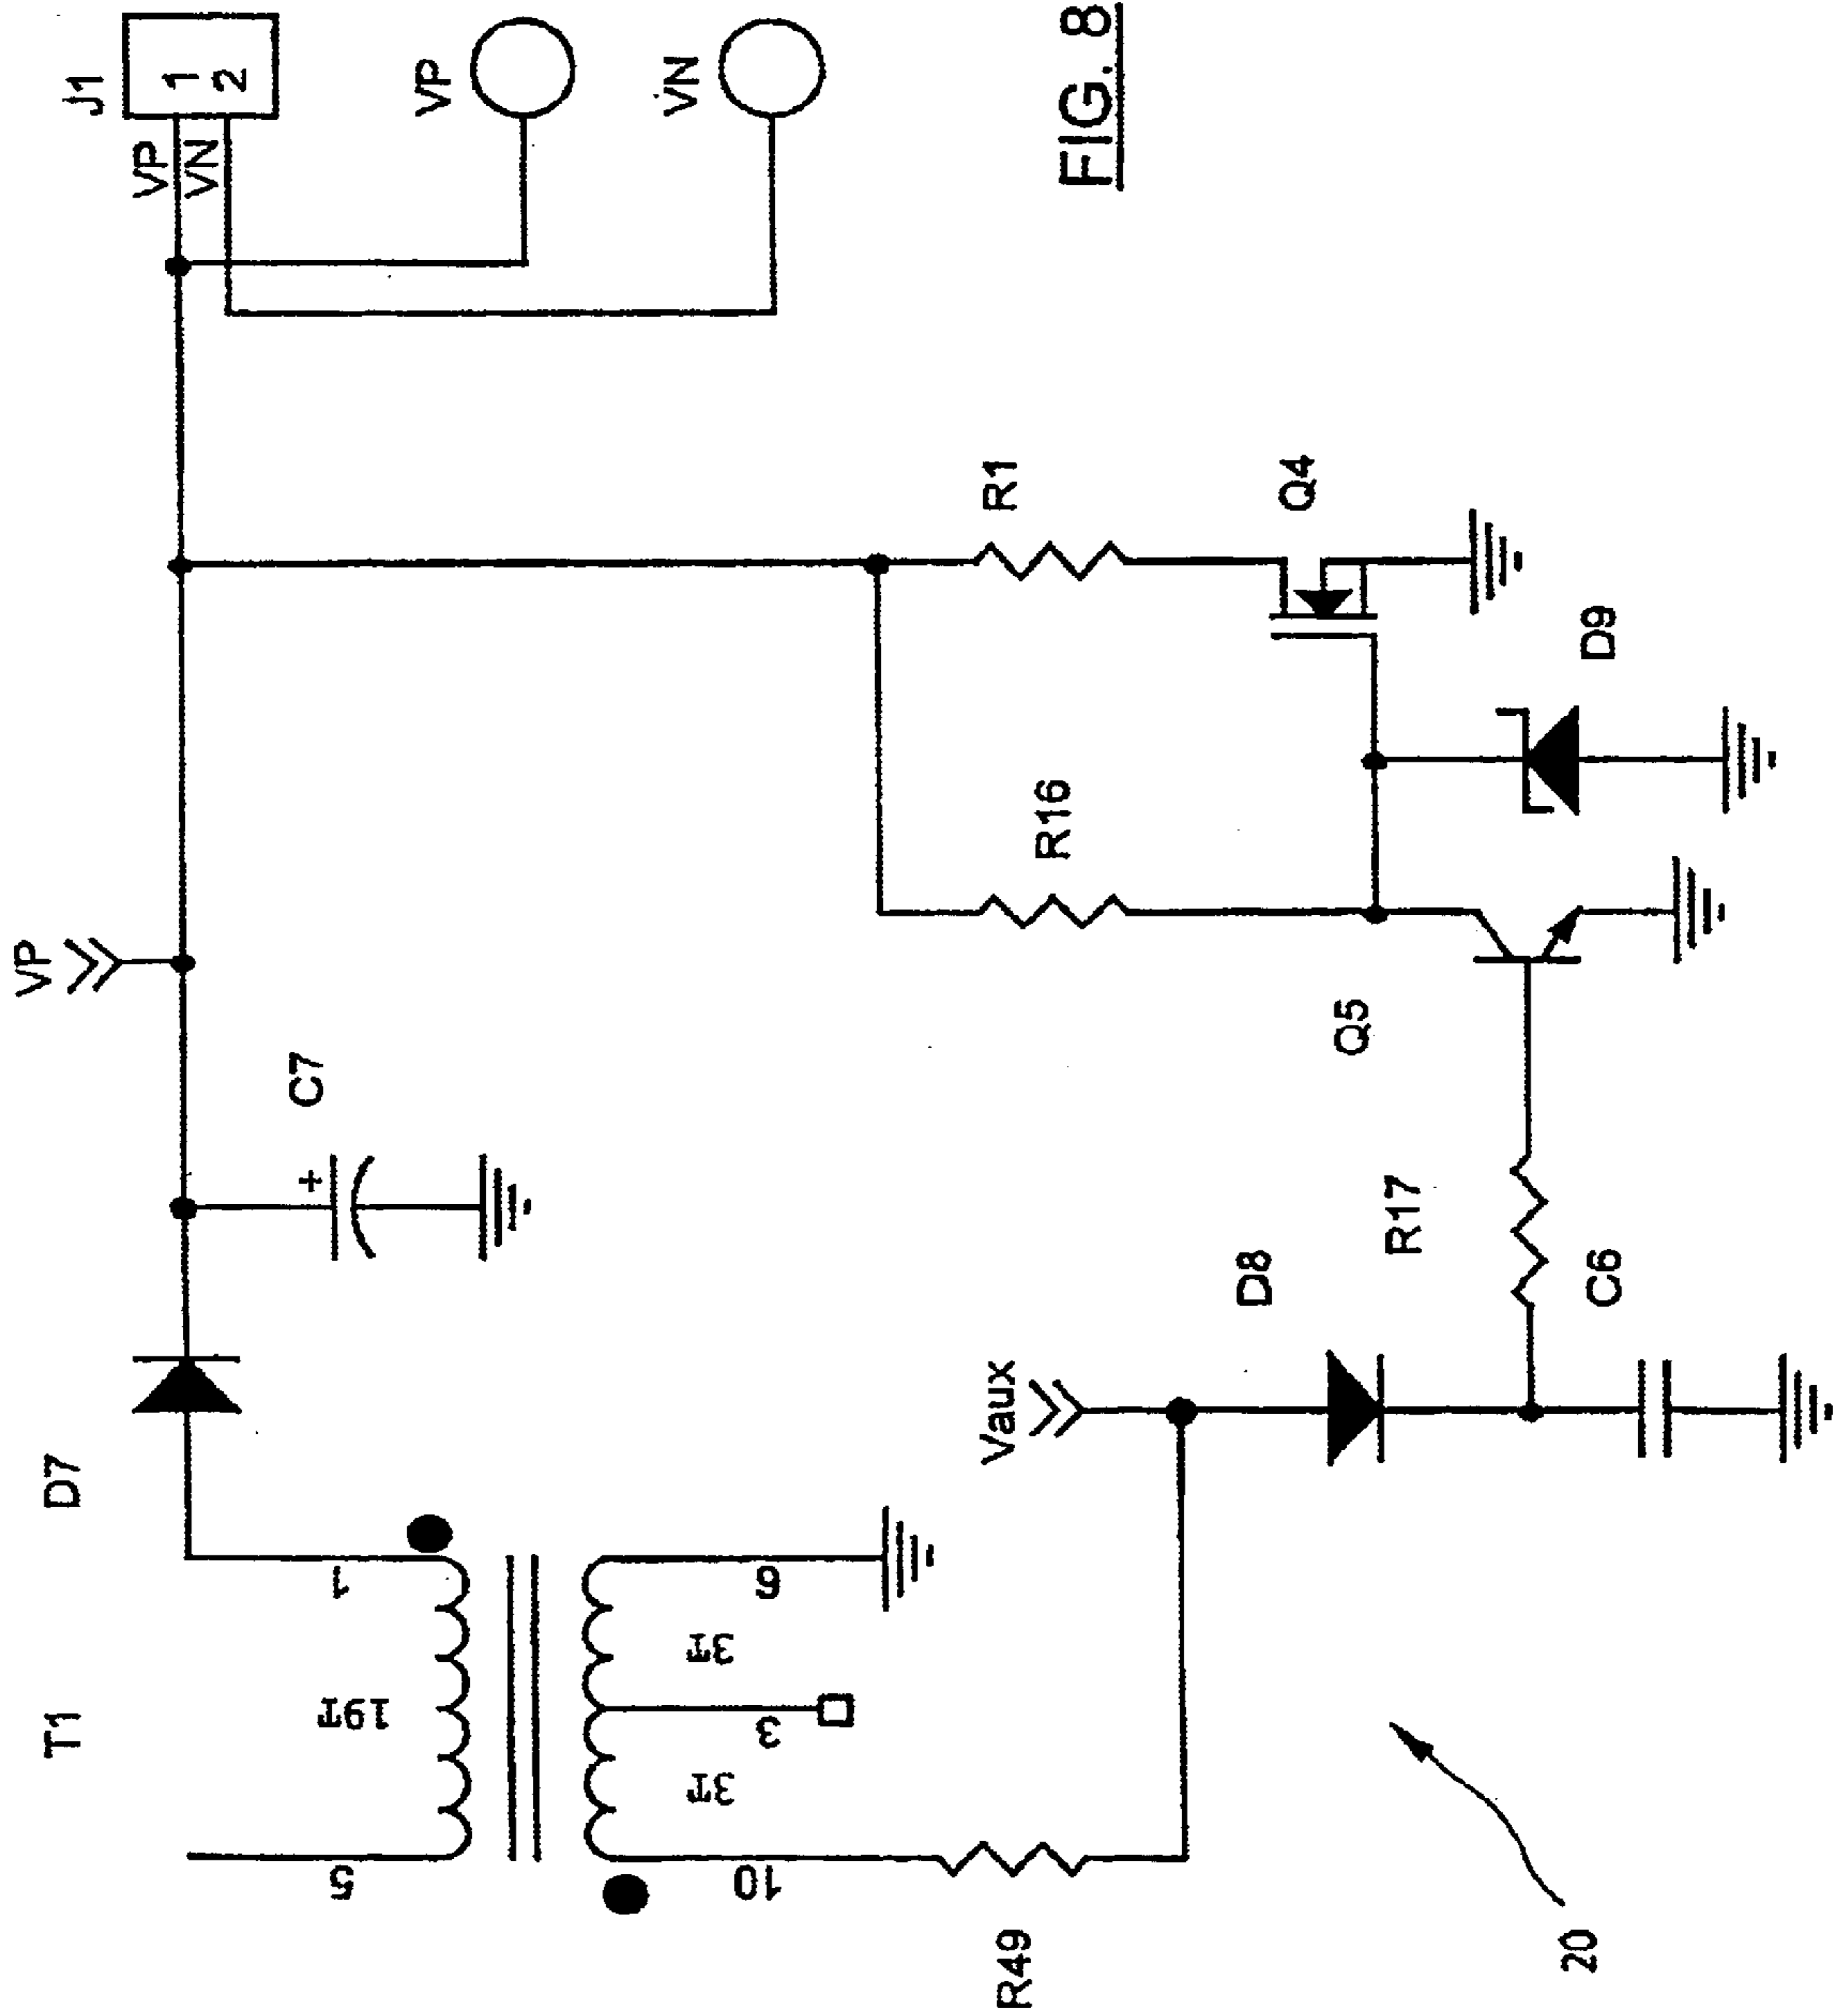 J1
1
2
VP
VN
VP
VN
FIG. 8
VP
C7
R1
Q4
D9
R16
Q5
R17
C6
D8
Vaux
D7
T1
1
19T
5
6
3T
3
3T
10
R49
20